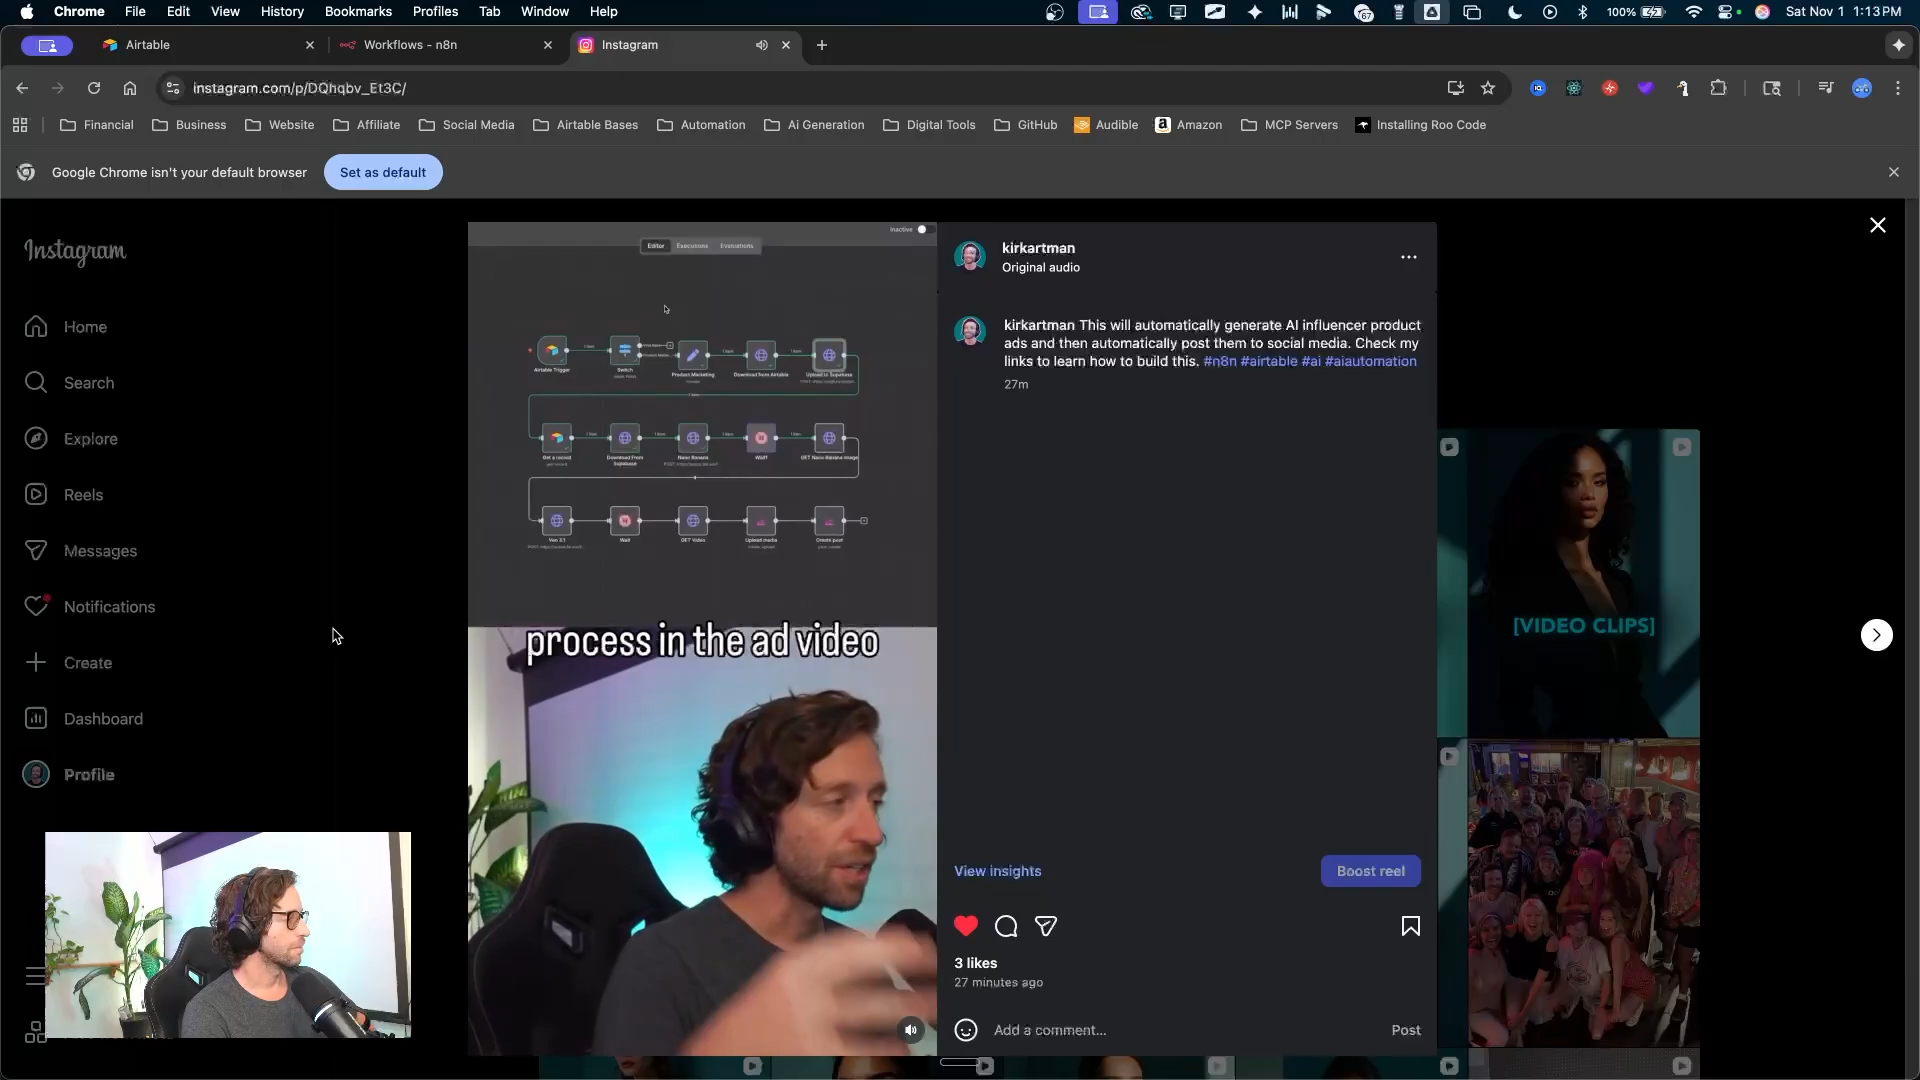 Chrome File Edit View History Bookmarks Profiles Tab Window Help
67
100% Sat Nov 1 1:13 PM
Airtable
Workflows - n8n
Instagram
instagram.com/p/DQhqbv_Et3C/
Financial Business Website Affiliate Social Media Airtable Bases Automation Ai Generation Digital Tools GitHub Audible Amazon MCP Servers Installing Roo Code
Google Chrome isn't your default browser Set as default
Instagram
Home
Search
Explore
Reels
Messages
Notifications
Create
Dashboard
Profile
Inactive
Editor Executions Evaluations
Airtable Trigger
Switch
Product Marketing
Download from Airtable
Upload to Supabase
Get a record
Download From Supabase
Nano Banana
WAIT
GET Nano Banana image
Veo 3.1
Wait
GET Video
Upload media
Create post
process in the ad video
kirkartman
Original audio
kirkartman This will automatically generate AI influencer product
ads and then automatically post them to social media. Check my
links to learn how to build this. #n8n #airtable #ai #aiautomation
27m
View insights
Boost reel
3 likes
27 minutes ago
Add a comment...
Post
[VIDEO CLIPS]